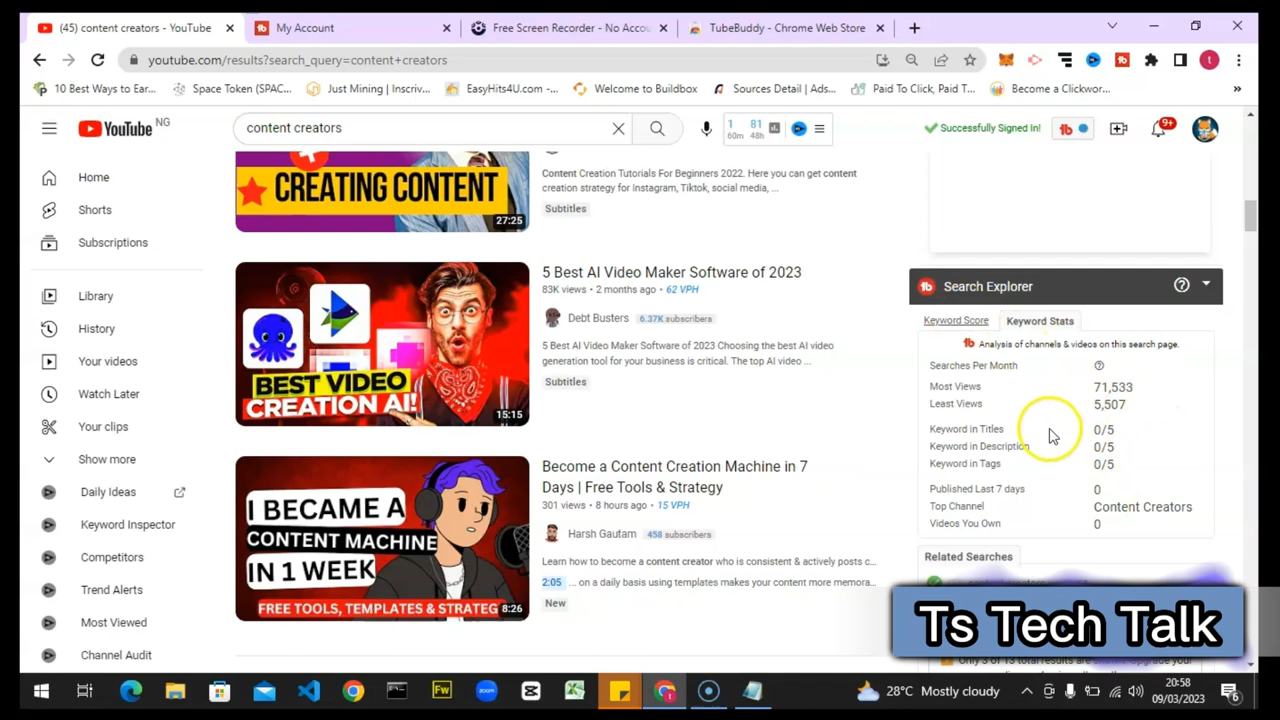 (45) content creators - YouTube
My Account
Free Screen Recorder - No Accou
TubeBuddy - Chrome Web Store
youtube.com/results?search_query=content+creators
t
10 Best Ways to Ear...
Space Token (SPAC...
Just Mining | Inscriv...
EasyHits4U.com -...
Welcome to Buildbox
Sources Detail | Ads...
Paid To Click, Paid T...
Become a Clickwor...
YouTube NG
content creators
1 60m
81 48h
Successfully Signed In!
tb
9+
Home
Shorts
Subscriptions
Library
History
Your videos
Watch Later
Your clips
Show more
Daily Ideas
Keyword Inspector
Competitors
Trend Alerts
Most Viewed
Channel Audit
CREATING CONTENT
27:25
Content Creation Tutorials For Beginners 2022. Here you can get content
creation strategy for Instagram, Tiktok, social media, ...
Subtitles
BEST VIDEO
CREATION AI!
15:15
5 Best AI Video Maker Software of 2023
83K views • 2 months ago • 62 VPH
Debt Busters 6.37K subscribers
5 Best AI Video Maker Software of 2023 Choosing the best AI video
generation tool for your business is critical. The top AI video ...
Subtitles
I BECAME A
CONTENT MACHINE
IN 1 WEEK
FREE TOOLS, TEMPLATES & STRATEG
8:26
Become a Content Creation Machine in 7
Days | Free Tools & Strategy
301 views • 8 hours ago • 15 VPH
Harsh Gautam 458 subscribers
Learn how to become a content creator who is consistent & actively posts c...
2:05 ... on a daily basis using templates makes your content more memora...
New
tb Search Explorer
Keyword Score
Keyword Stats
tb Analysis of channels & videos on this search page.
Searches Per Month
Most Views 71,533
Least Views 5,507
Keyword in Titles 0/5
Keyword in Description 0/5
Keyword in Tags 0/5
Published Last 7 days 0
Top Channel Content Creators
Videos You Own 0
Related Searches
Ts Tech Talk
Fw
zoom
28°C Mostly cloudy
20:58
09/03/2023
6